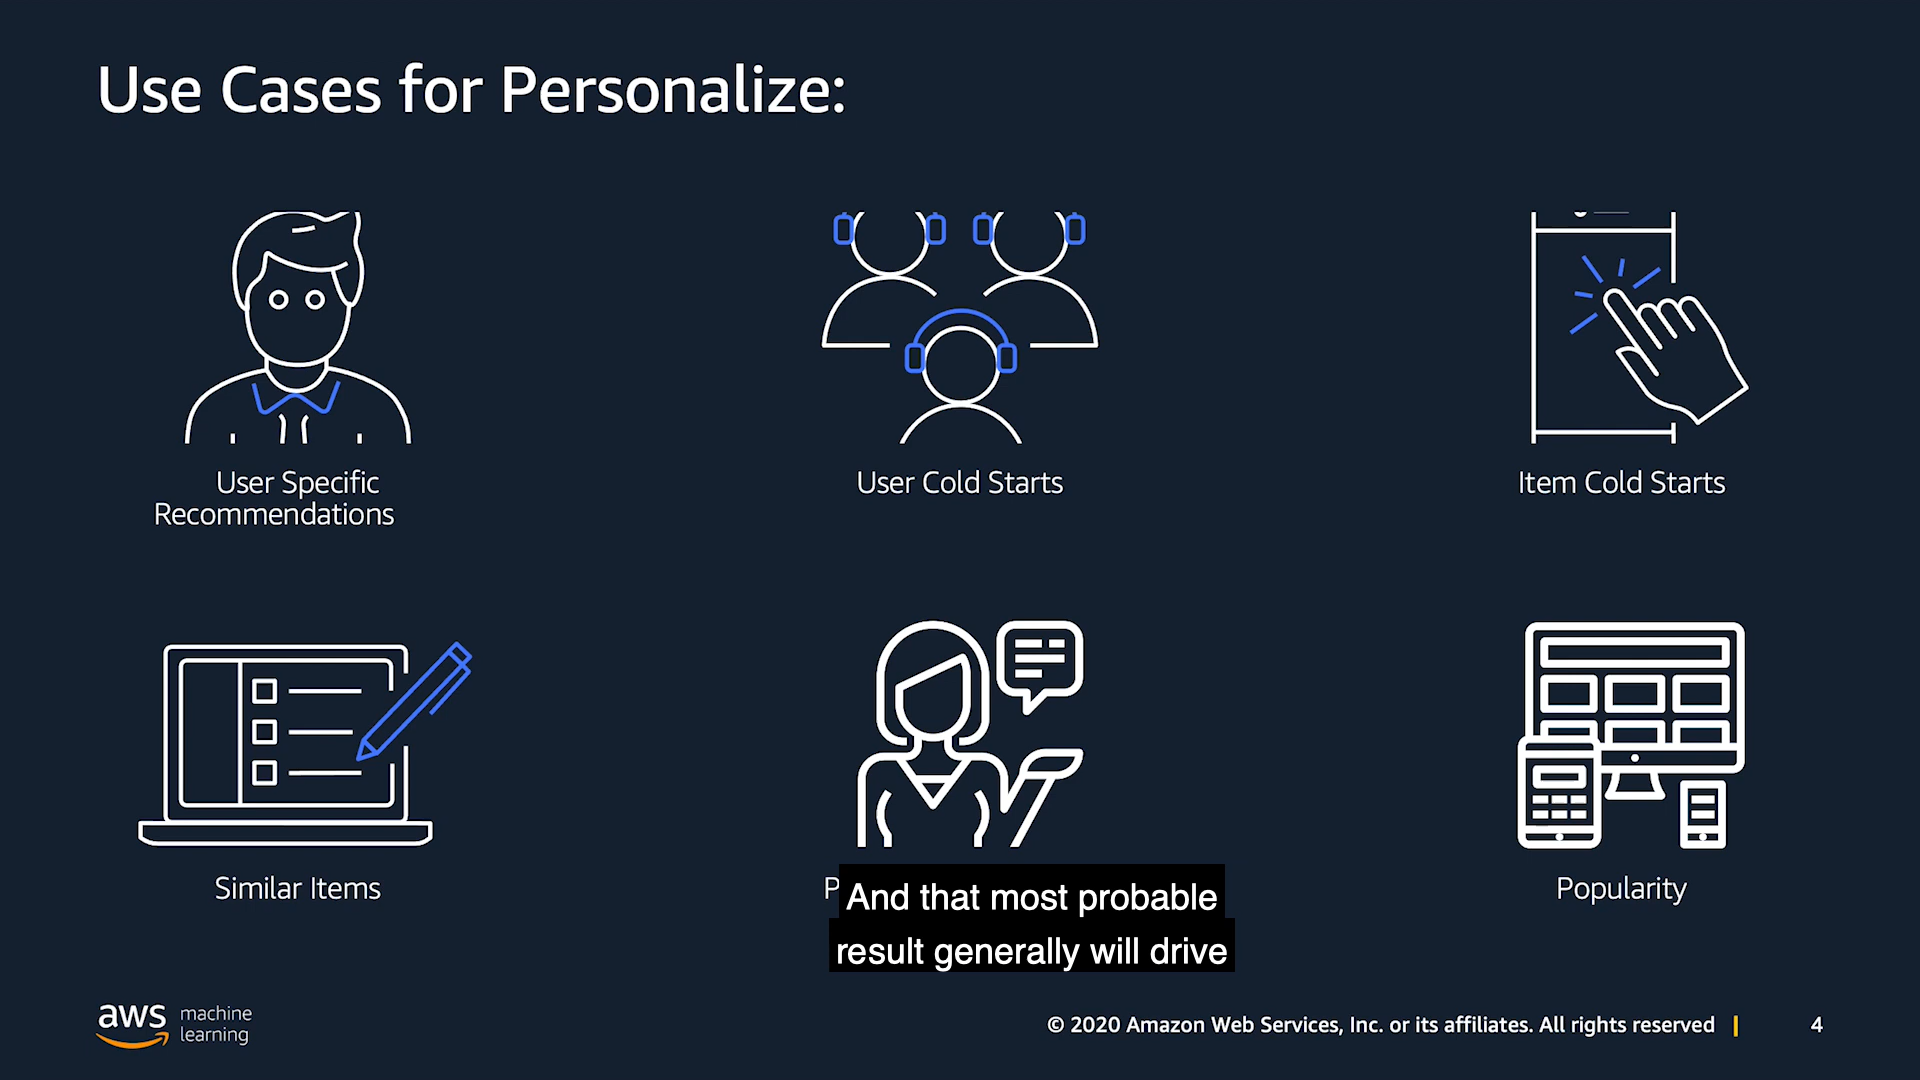 Use Cases for Personalize:
User Specific
Recommendations
User Cold Starts
Item Cold Starts
Similar Items
And that most probable
result generally will drive
Popularity
aws machine
learning
© 2020 Amazon Web Services, Inc. or its affiliates. All rights reserved | 4